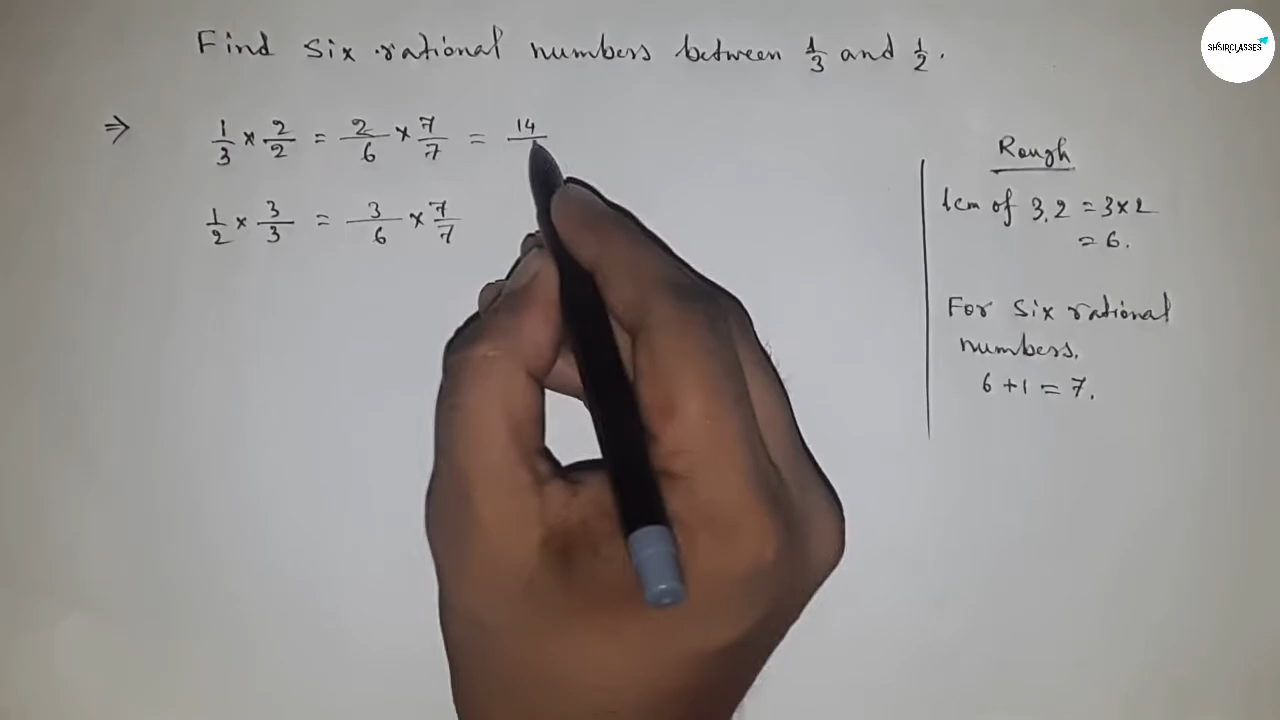 Find six rational numbers between 1/3 and 1/2.
⇒ 1/3 × 2/2 = 2/6 × 7/7 = 14/
1/2 × 3/3 = 3/6 × 7/7
Rough
lcm of 3,2 = 3×2
= 6.
For six rational
numbers,
6+1 = 7.
SHSIRCLASSES